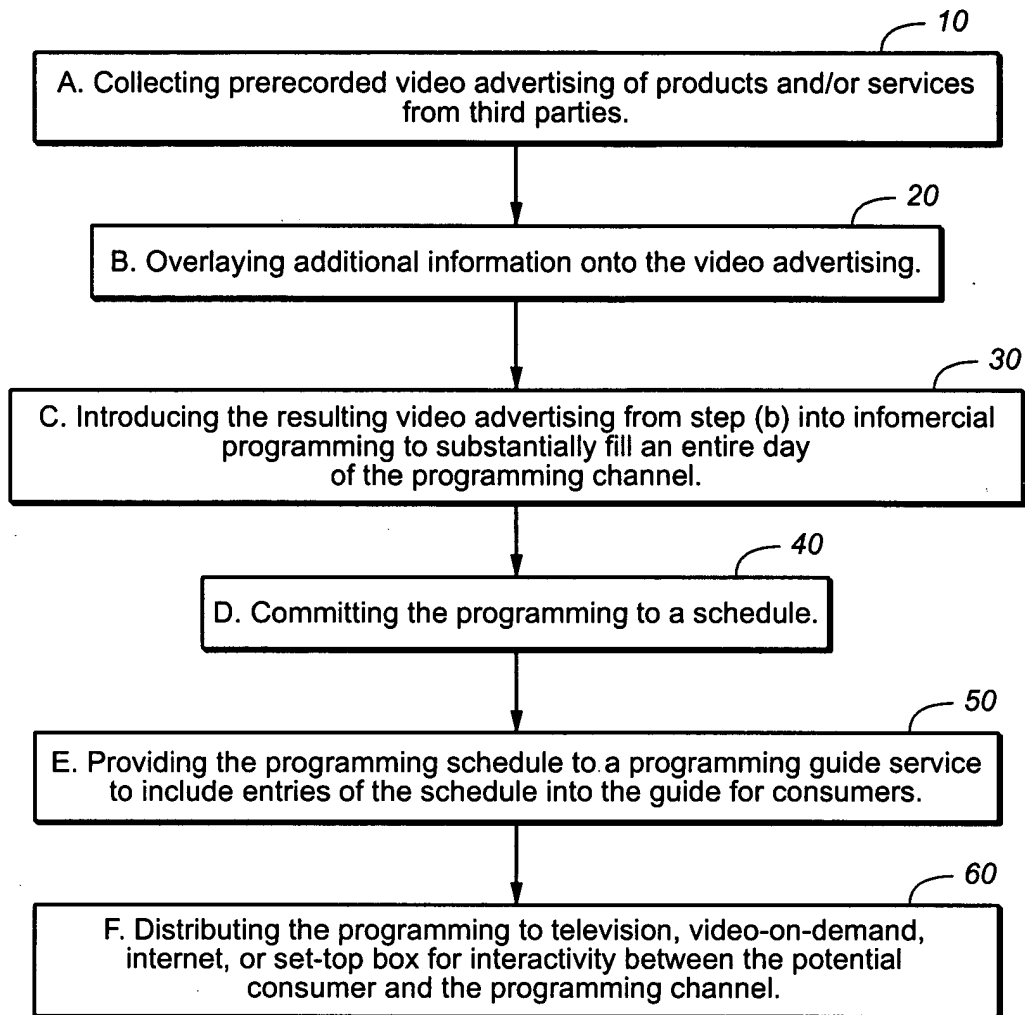 10
A. Collecting prerecorded video advertising of products and/or services
from third parties.
20
B. Overlaying additional information onto the video advertising.
30
C. Introducing the resulting video advertising from step (b) into infomercial
programming to substantially fill an entire day
of the programming channel.
40
D. Committing the programming to a schedule.
50
E. Providing the programming schedule to a programming guide service
to include entries of the schedule into the guide for consumers.
60
F. Distributing the programming to television, video-on-demand,
internet, or set-top box for interactivity between the potential
consumer and the programming channel.